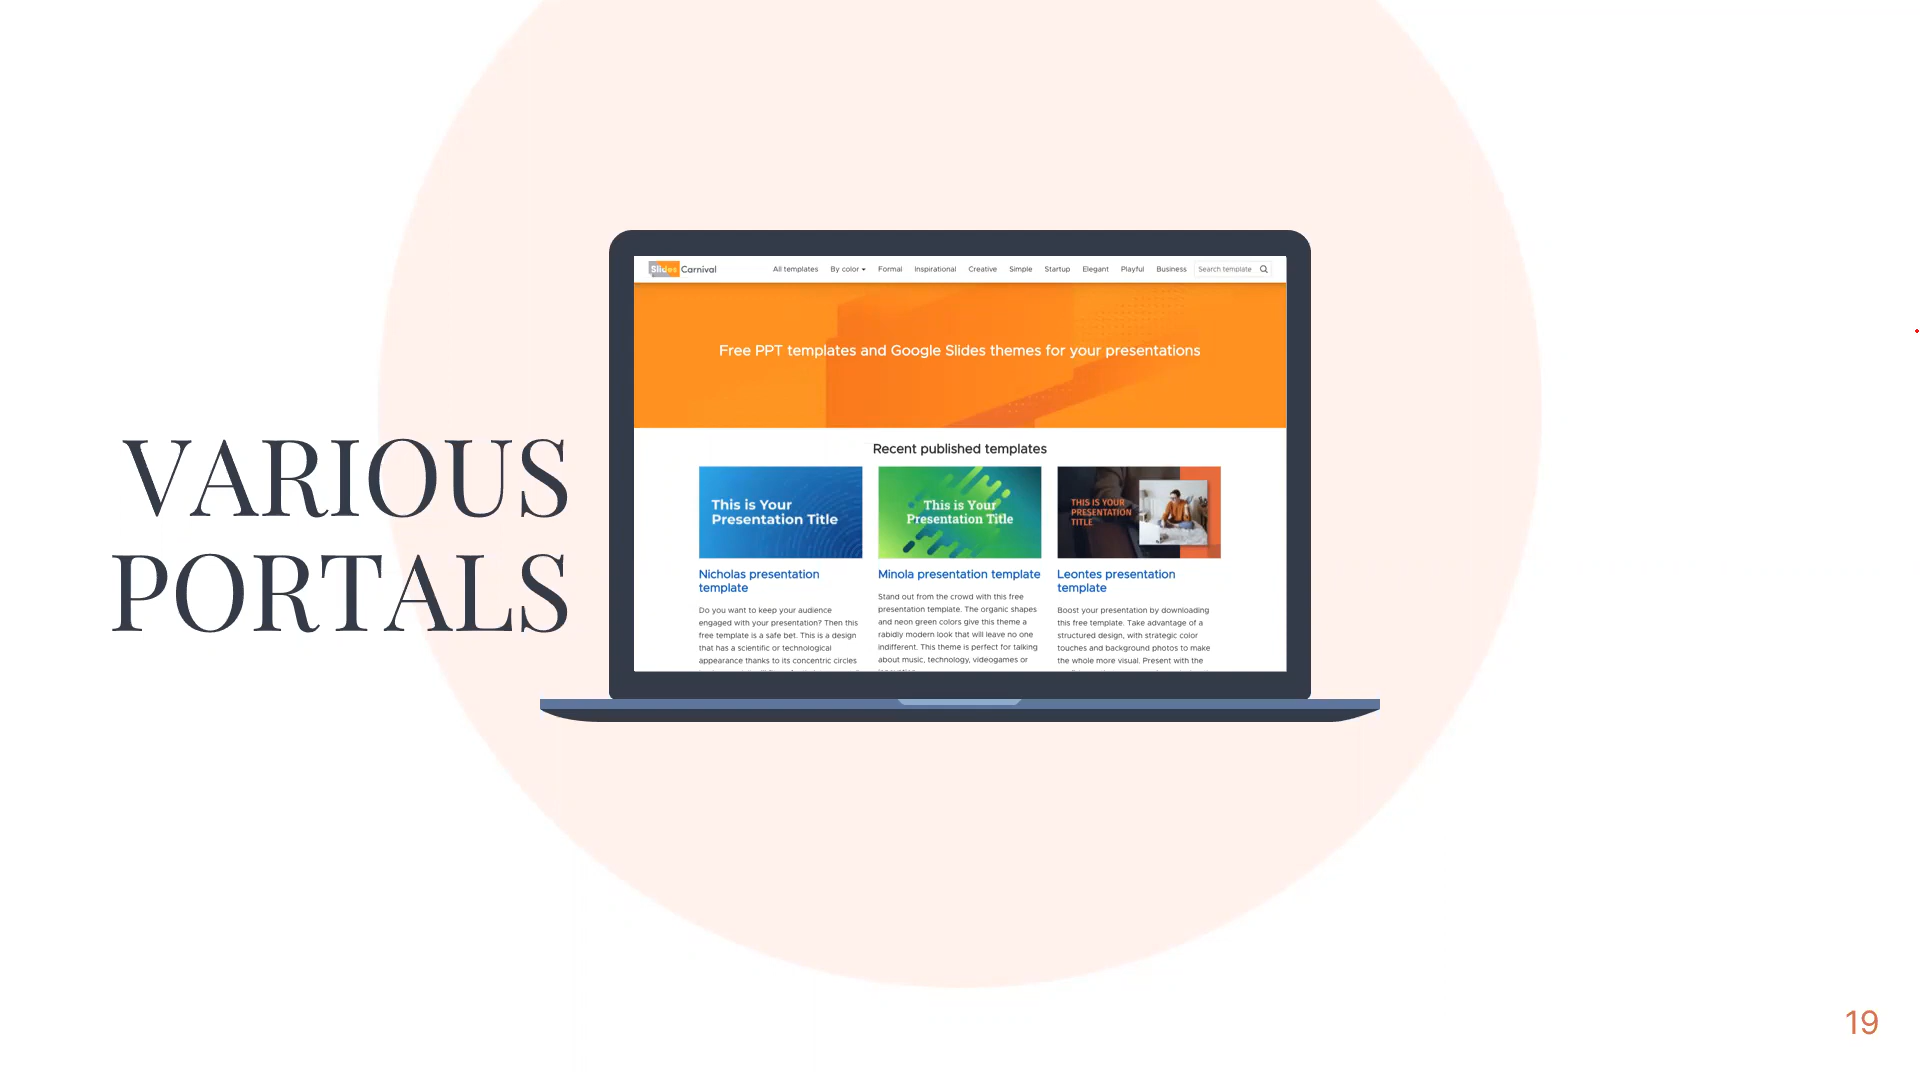 VARIOUS
PORTALS
SlidesCarnival
All templates By color Formal Inspirational Creative Simple Startup Elegant Playful Business Search template
Free PPT templates and Google Slides themes for your presentations
Recent published templates
This is Your
Presentation Title
Nicholas presentation
template
Do you want to keep your audience
engaged with your presentation? Then this
free template is a safe bet. This is a design
that has a scientific or technological
appearance thanks to its concentric circles
This is Your
Presentation Title
Minola presentation template
Stand out from the crowd with this free
presentation template. The organic shapes
and neon green colors give this theme a
rabidly modern look that will leave no one
indifferent. This theme is perfect for talking
about music, technology, videogames or
THIS IS YOUR
PRESENTATION
TITLE
Leontes presentation
template
Boost your presentation by downloading
this free template. Take advantage of a
structured design, with strategic color
touches and background photos to make
the whole more visual. Present with the
19